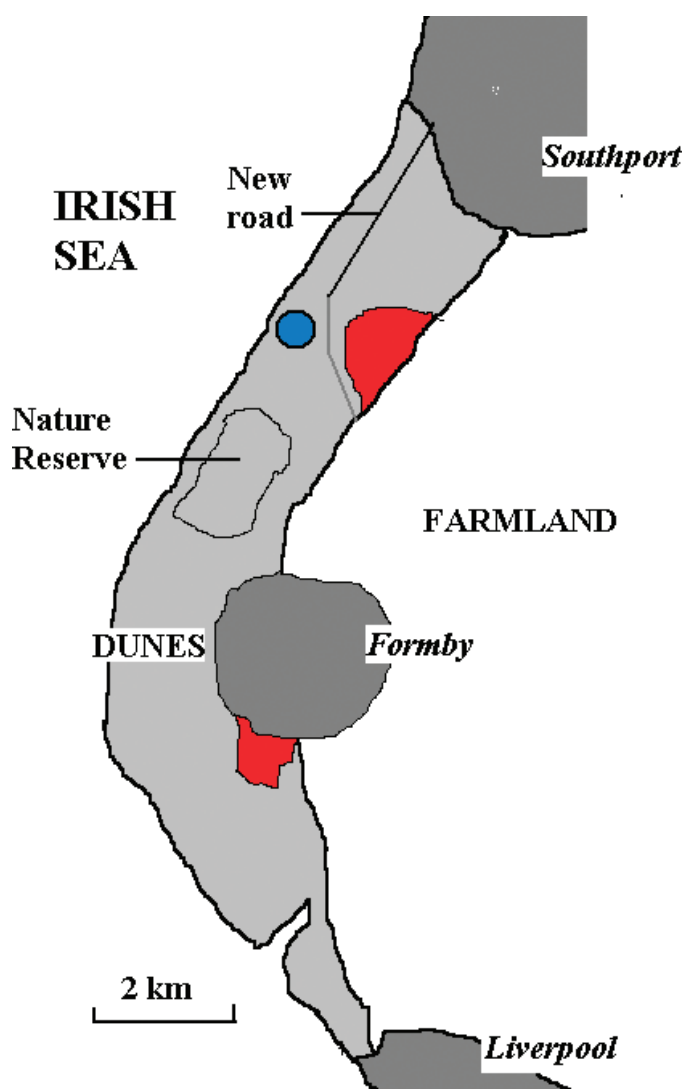 Southport
New
road
IRISH
SEA
Nature
Reserve
FARMLAND
DUNES
Formby
2 km
Liverpool